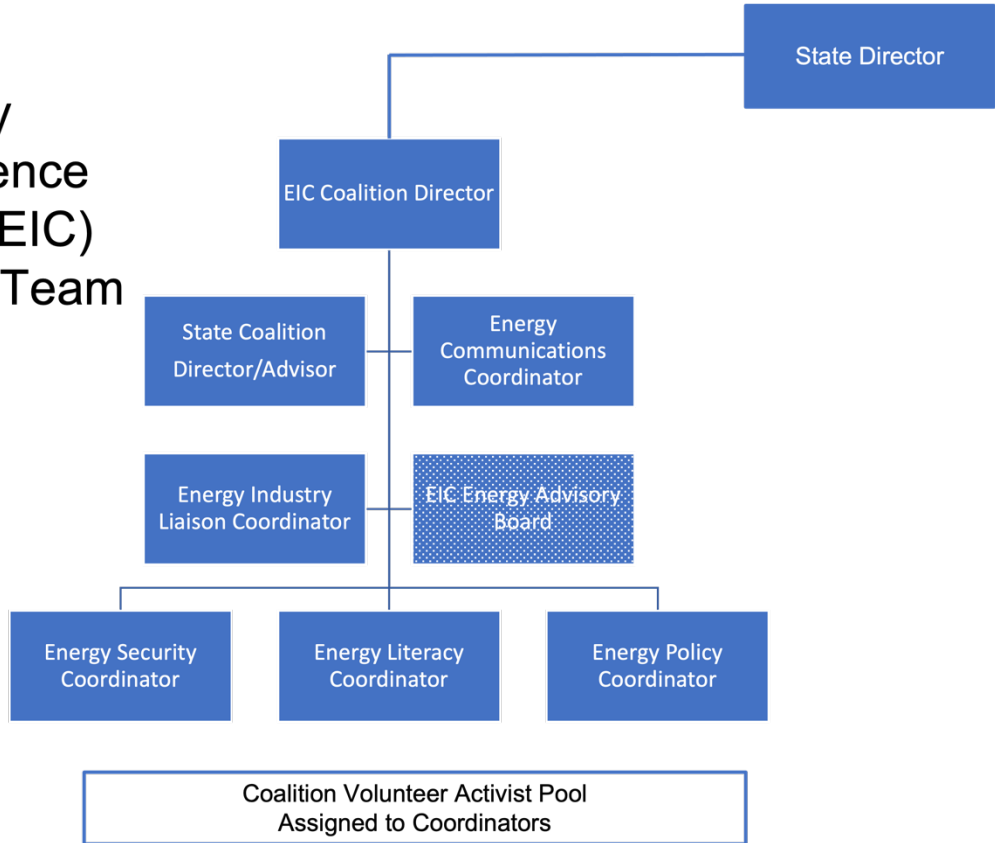 State Director
ence
EIC)
Team
EIC Coalition Director
State Coalition
Director/Advisor
Energy
Communications
Coordinator
Energy Industry
Liaison Coordinator
EIC Energy Advisory
Board
Energy Security
Coordinator
Energy Literacy
Coordinator
Energy Policy
Coordinator
Coalition Volunteer Activist Pool
Assigned to Coordinators